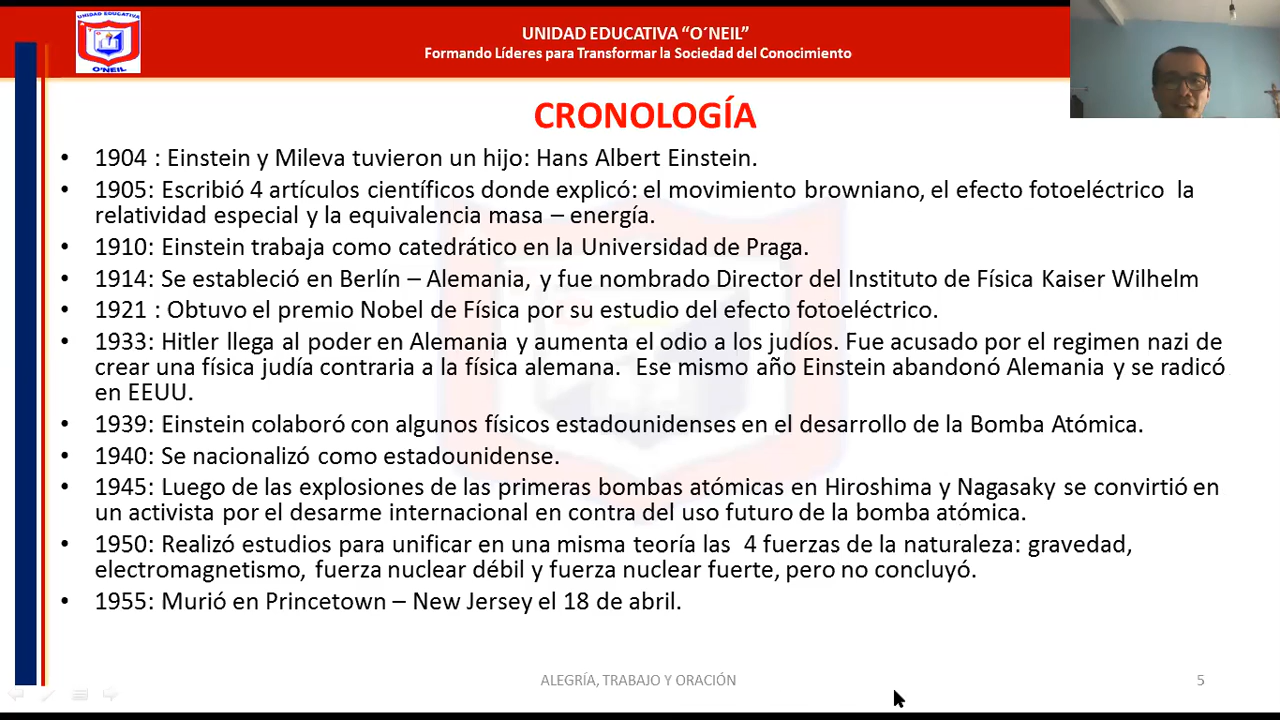 UNIDAD EDUCATIVA
O´NEIL
UNIDAD EDUCATIVA “O´NEIL”
Formando Líderes para Transformar la Sociedad del Conocimiento
CRONOLOGÍA
• 1904 : Einstein y Mileva tuvieron un hijo: Hans Albert Einstein.
• 1905: Escribió 4 artículos científicos donde explicó: el movimiento browniano, el efecto fotoeléctrico la
relatividad especial y la equivalencia masa – energía.
• 1910: Einstein trabaja como catedrático en la Universidad de Praga.
• 1914: Se estableció en Berlín – Alemania, y fue nombrado Director del Instituto de Física Kaiser Wilhelm
• 1921 : Obtuvo el premio Nobel de Física por su estudio del efecto fotoeléctrico.
• 1933: Hitler llega al poder en Alemania y aumenta el odio a los judíos. Fue acusado por el regimen nazi de
crear una física judía contraria a la física alemana. Ese mismo año Einstein abandonó Alemania y se radicó
en EEUU.
• 1939: Einstein colaboró con algunos físicos estadounidenses en el desarrollo de la Bomba Atómica.
• 1940: Se nacionalizó como estadounidense.
• 1945: Luego de las explosiones de las primeras bombas atómicas en Hiroshima y Nagasaky se convirtió en
un activista por el desarme internacional en contra del uso futuro de la bomba atómica.
• 1950: Realizó estudios para unificar en una misma teoría las 4 fuerzas de la naturaleza: gravedad,
electromagnetismo, fuerza nuclear débil y fuerza nuclear fuerte, pero no concluyó.
• 1955: Murió en Princetown – New Jersey el 18 de abril.
ALEGRÍA, TRABAJO Y ORACIÓN
5